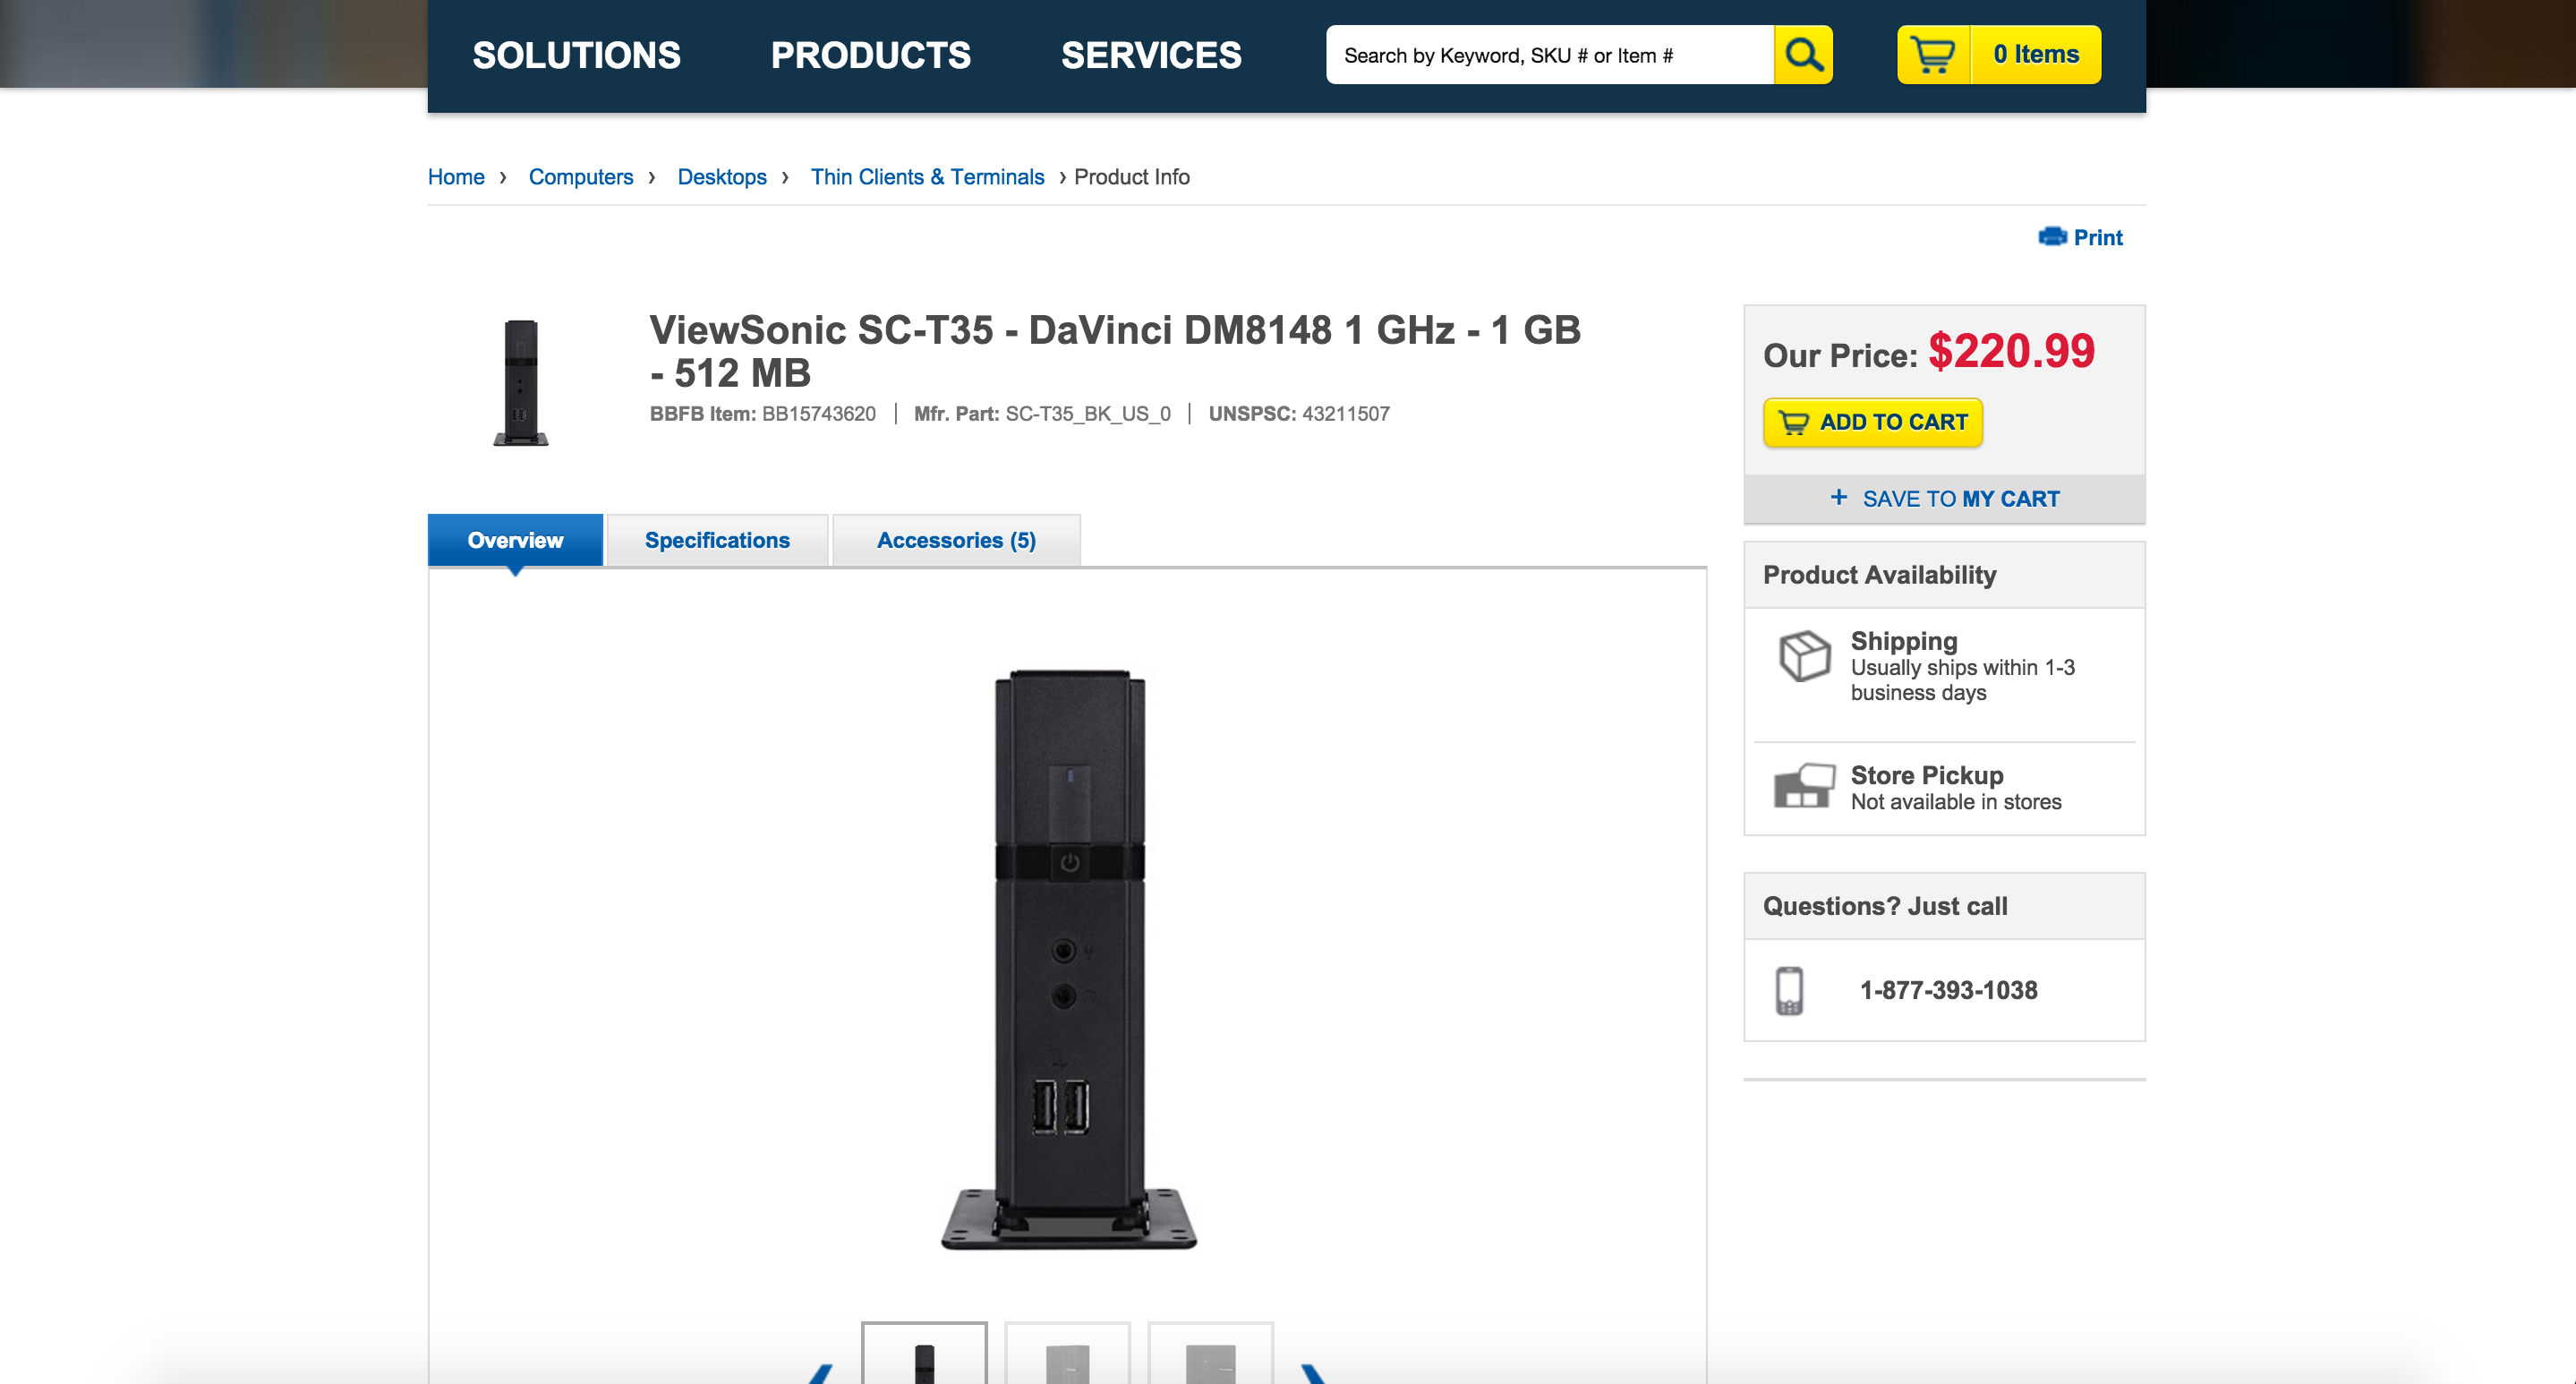 SOLUTIONS PRODUCTS SERVICES Search by Keyword, SKU # or Item # 0 Items
Home › Computers › Desktops › Thin Clients & Terminals › Product Info
Print
ViewSonic SC-T35 - DaVinci DM8148 1 GHz - 1 GB
- 512 MB
BBFB Item: BB15743620 | Mfr. Part: SC-T35_BK_US_0 | UNSPSC: 43211507
Our Price: $220.99
ADD TO CART
+ SAVE TO MY CART
Overview Specifications Accessories (5)
Product Availability
Shipping
Usually ships within 1-3
business days
Store Pickup
Not available in stores
Questions? Just call
1-877-393-1038